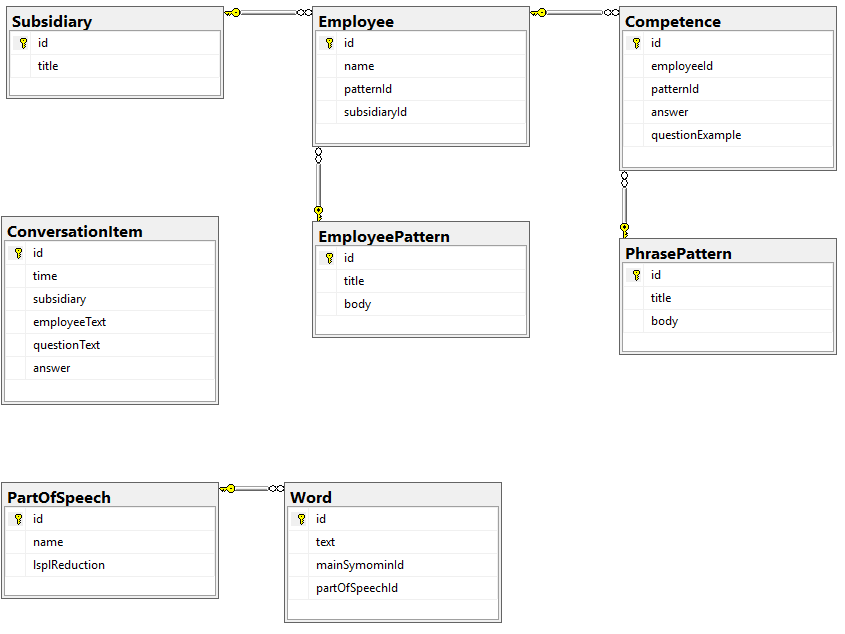 Subsidiary
id
title
Employee
id
name
patternId
subsidiaryId
Competence
id
employeeId
patternId
answer
questionExample
ConversationItem
id
time
subsidiary
employeeText
questionText
answer
EmployeePattern
id
title
body
PhrasePattern
id
title
body
PartOfSpeech
id
name
lsplReduction
Word
id
text
mainSymominId
partOfSpeechId